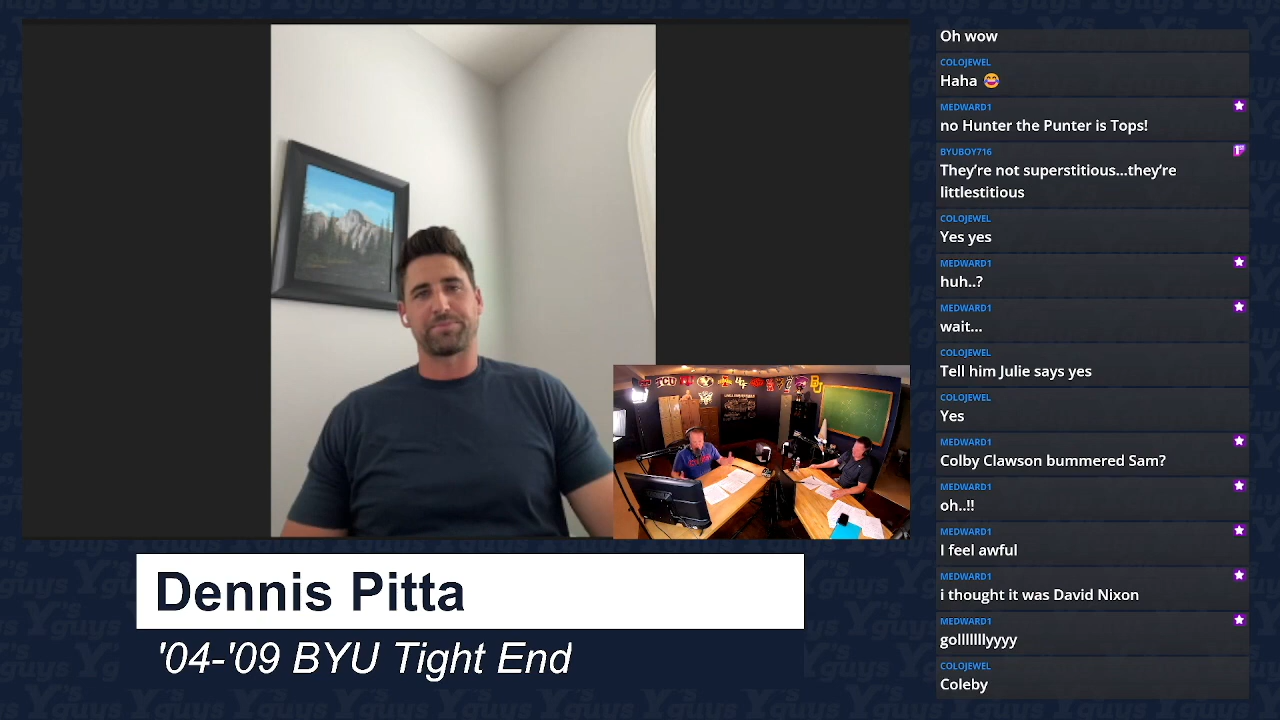 Oh wow
COLOJEWEL
Haha 😂
MEDWARD1
no Hunter the Punter is Tops!
BYUBOY716
They're not superstitious...they're
littlestitious
COLOJEWEL
Yes yes
MEDWARD1
huh..?
MEDWARD1
wait...
COLOJEWEL
Tell him Julie says yes
COLOJEWEL
Yes
MEDWARD1
Colby Clawson bummered Sam?
MEDWARD1
oh..!!
MEDWARD1
I feel awful
MEDWARD1
i thought it was David Nixon
MEDWARD1
golllllllyyyy
COLOJEWEL
Coleby
TCU
BU
Dennis Pitta
'04-'09 BYU Tight End
Y's
guys